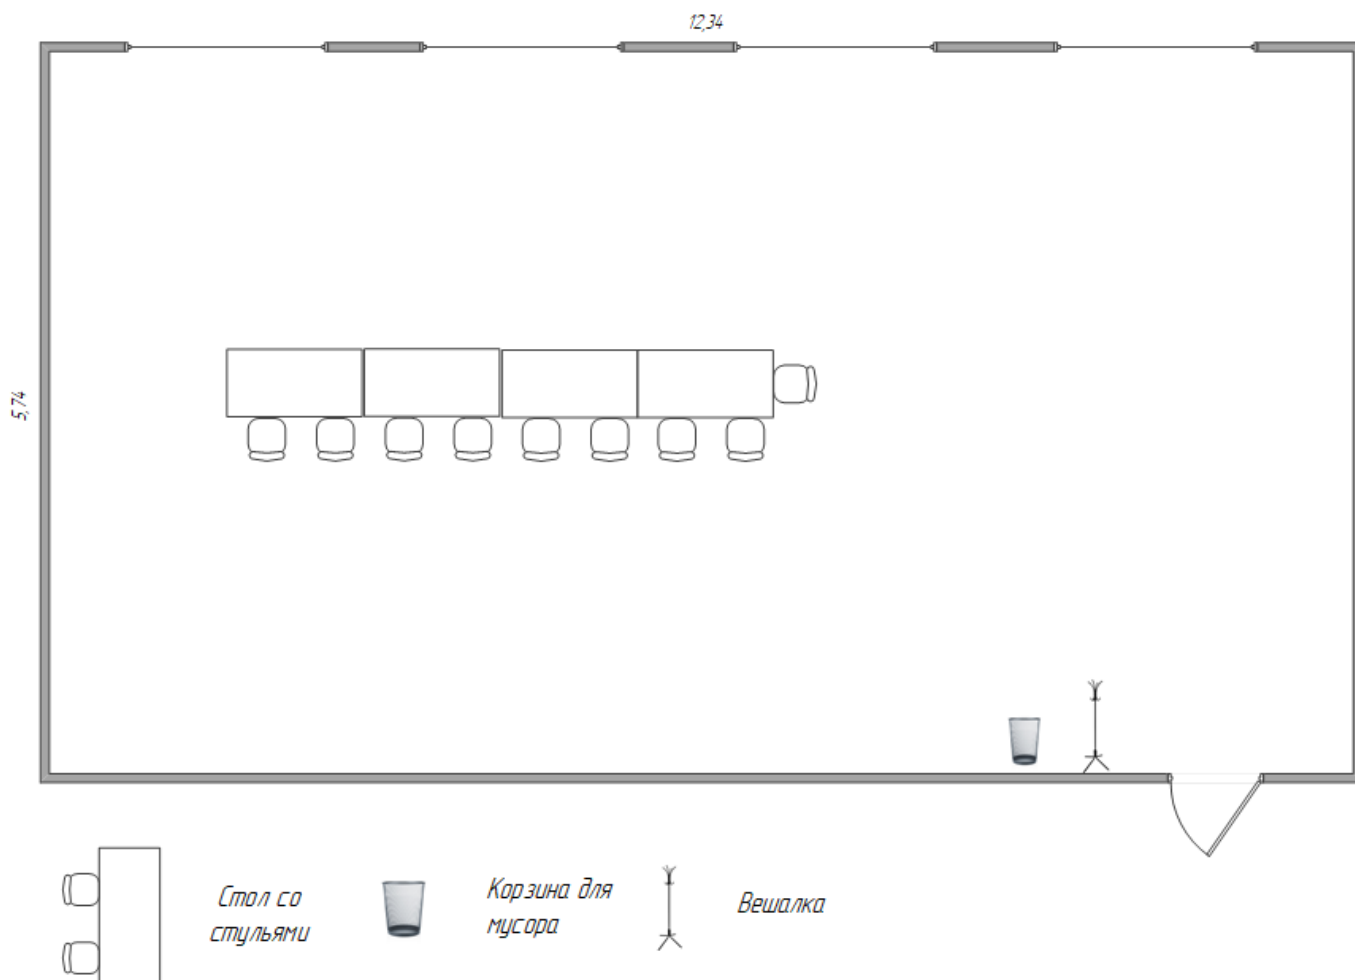 12,34
5,74
Стол со
стульями
Корзина для
мусора
Вешалка